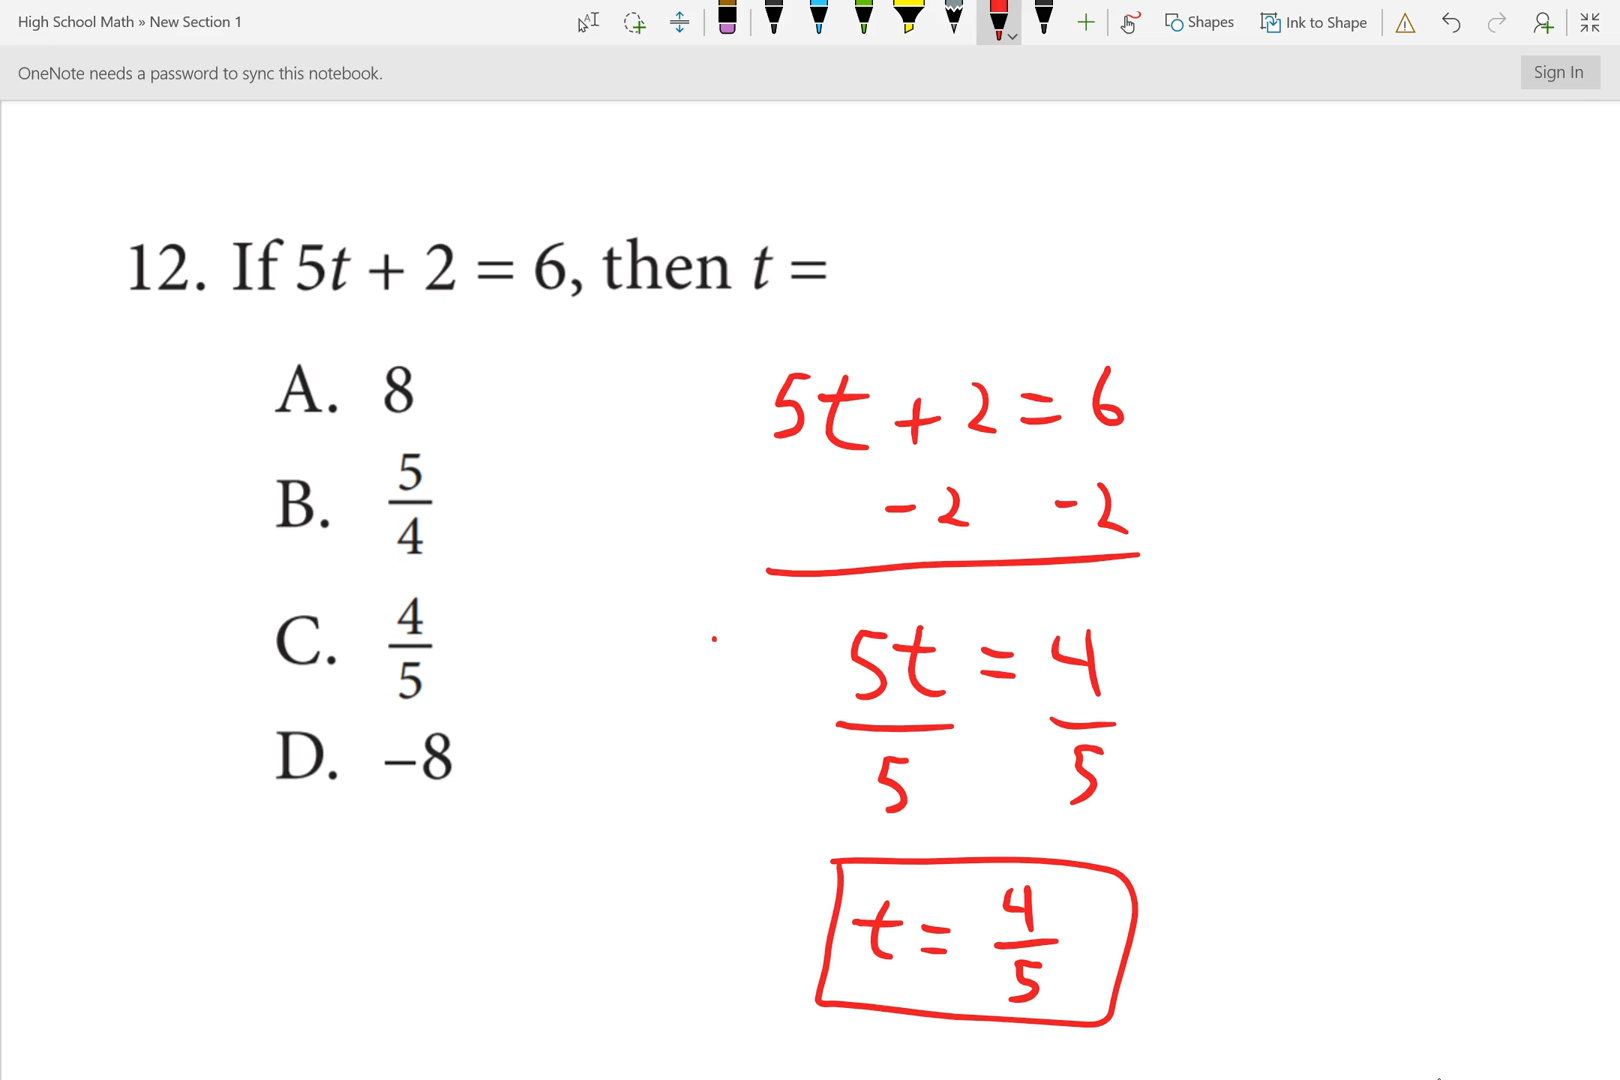 High School Math » New Section 1
Shapes
Ink to Shape
OneNote needs a password to sync this notebook.
Sign In
12. If 5t + 2 = 6, then t =
A. 8
B. 5/4
C. 4/5
D. –8
5t + 2 = 6
- 2 - 2
5t = 4
5 5
t = 4/5